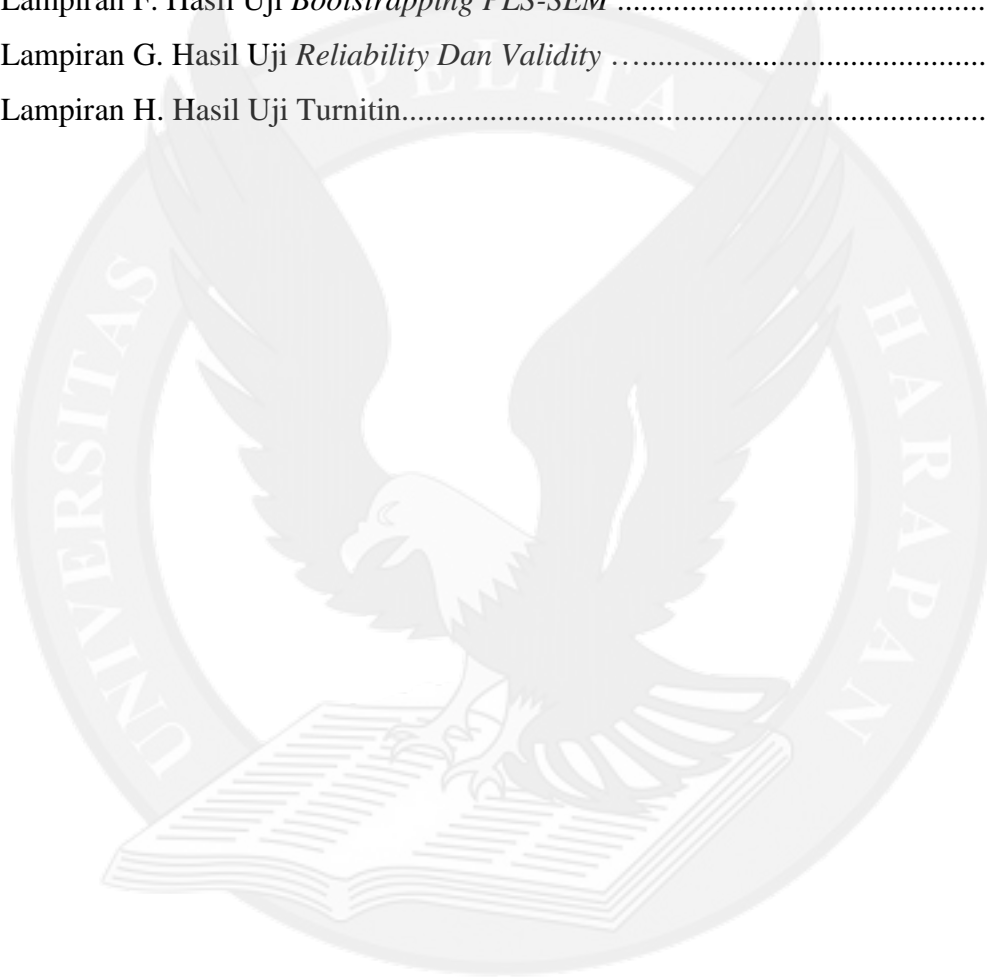 Lampiran F. Hasil Uji Bootstrapping PLS-SEM ............................................
Lampiran G. Hasil Uji Reliability Dan Validity …............................................
Lampiran H. Hasil Uji Turnitin...........................................................................
PELITA
UNIVERSITAS
HARAPAN